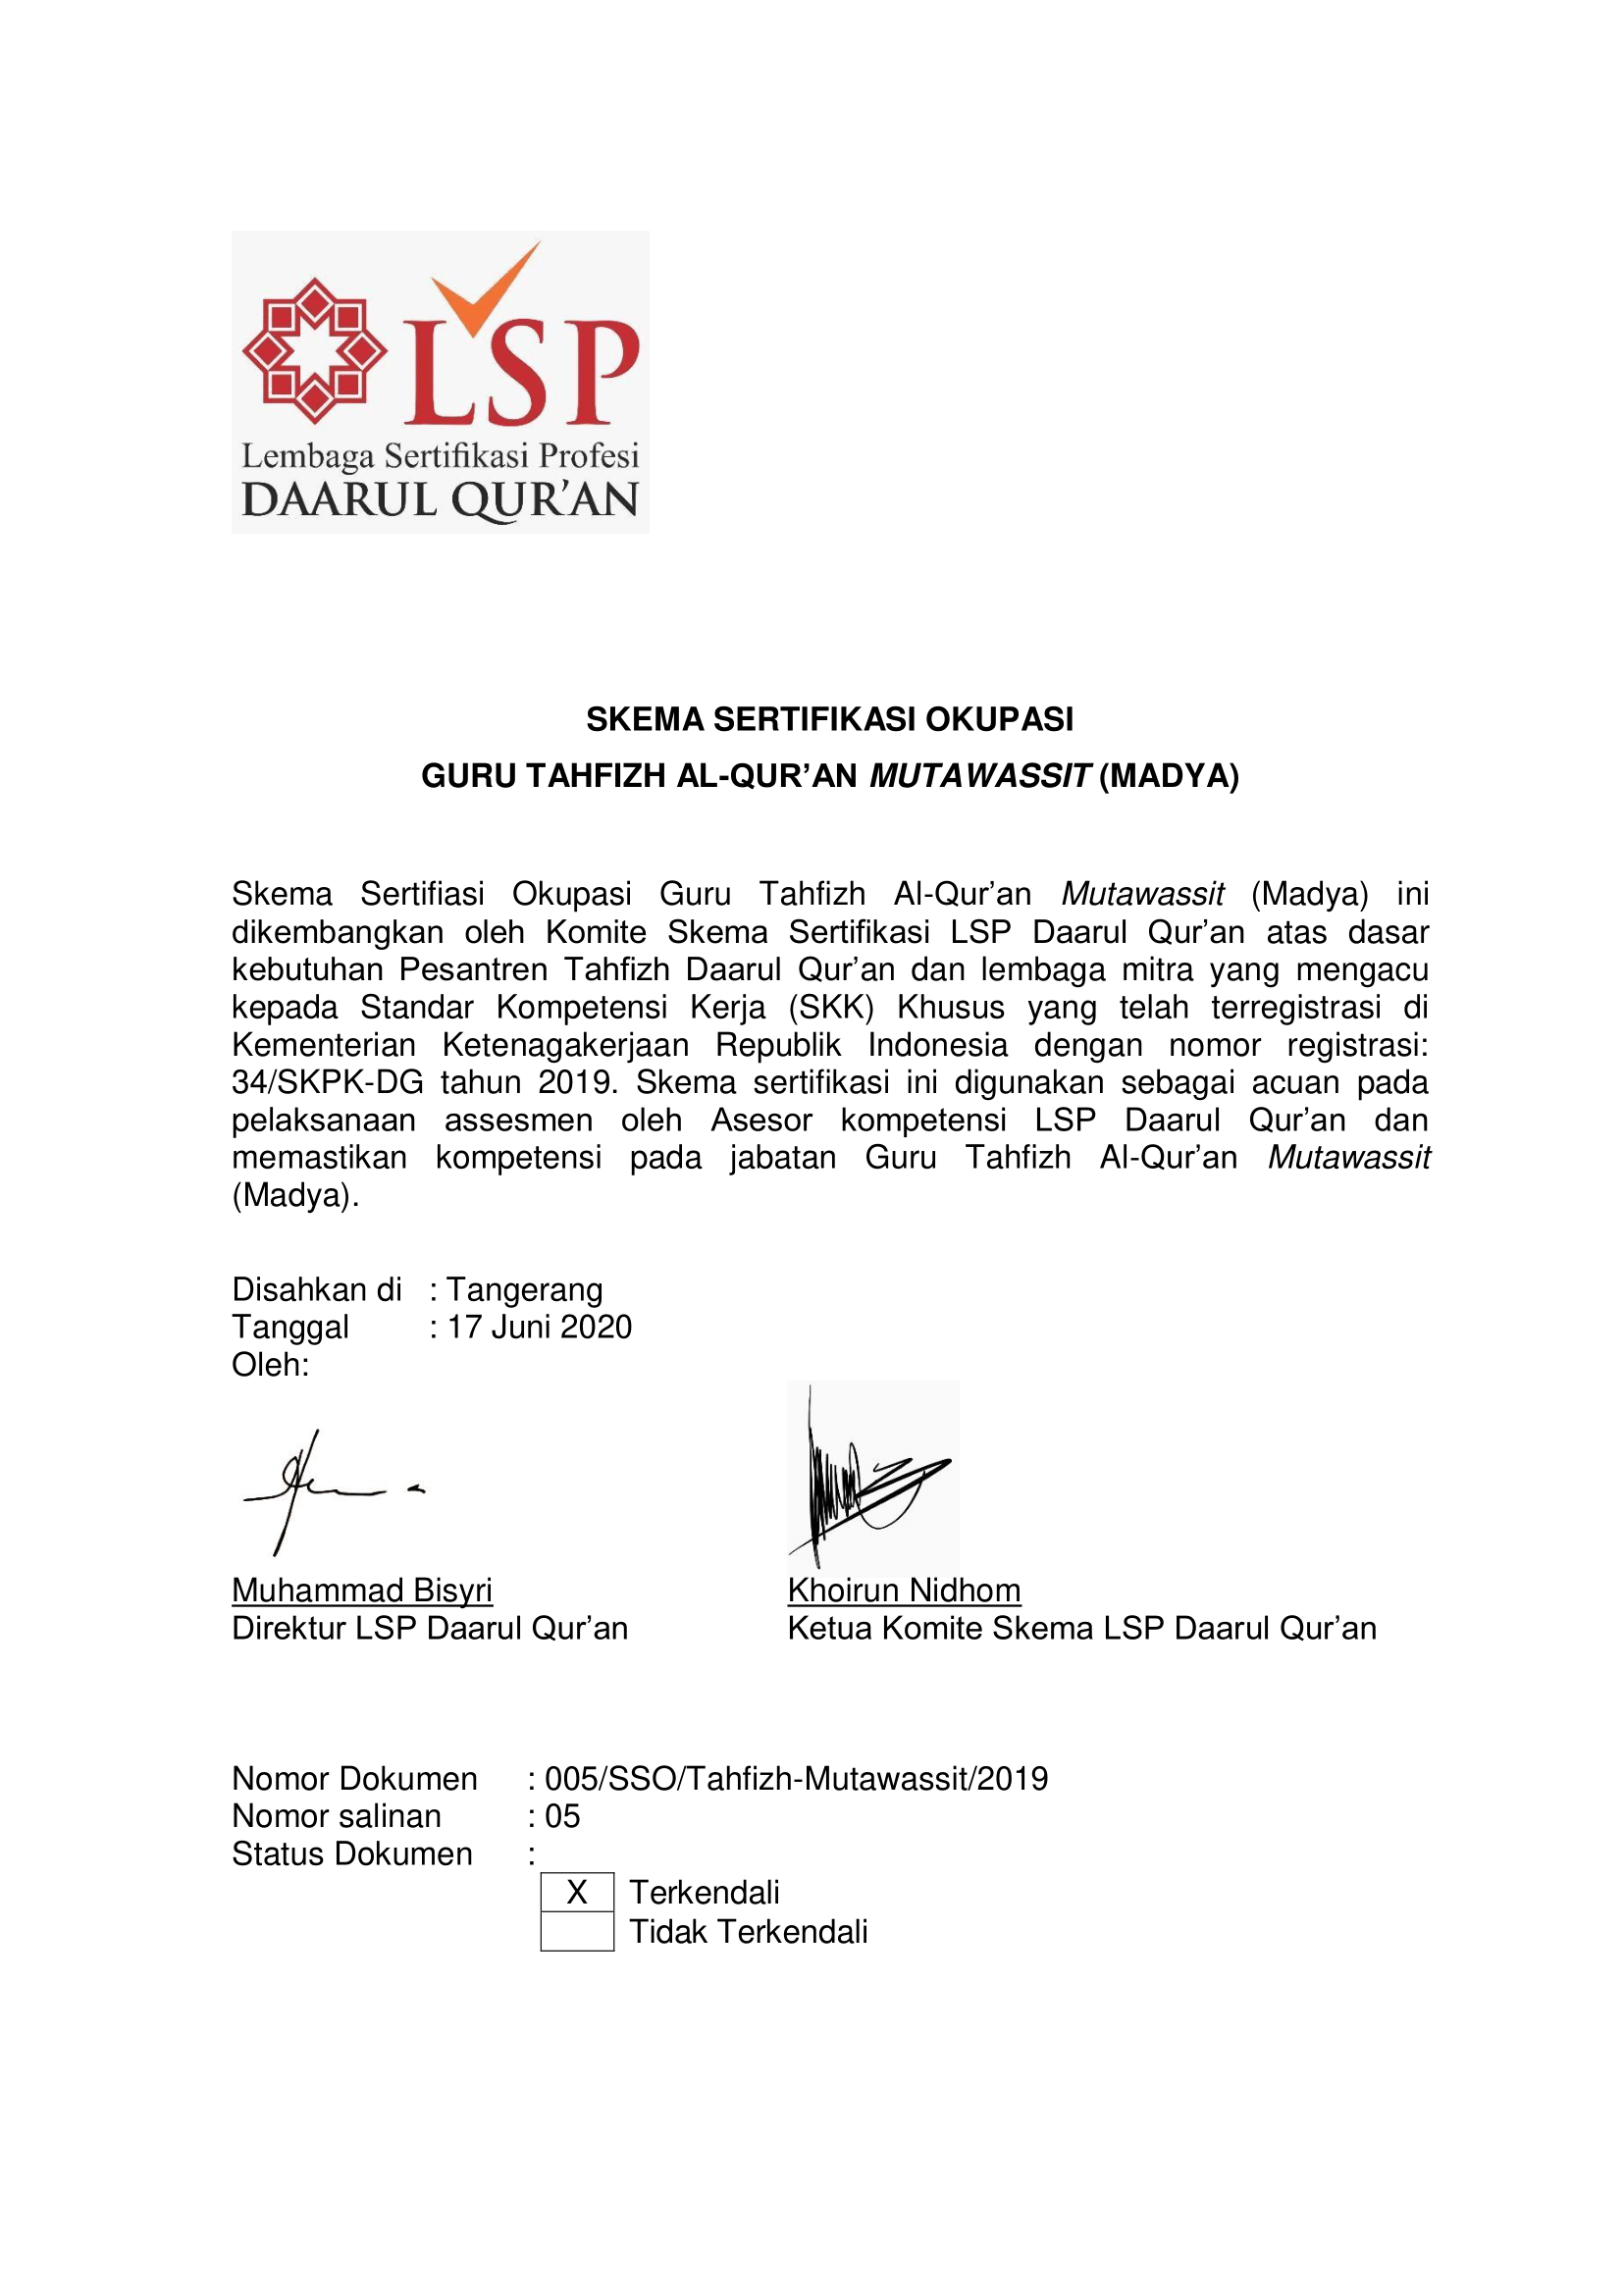 LSP
Lembaga Sertifikasi Profesi
DAARUL QUR'AN
SKEMA SERTIFIKASI OKUPASI
GURU TAHFIZH AL-QUR’AN MUTAWASSIT (MADYA)
Skema Sertifiasi Okupasi Guru Tahfizh Al-Qur’an Mutawassit (Madya) ini
dikembangkan oleh Komite Skema Sertifikasi LSP Daarul Qur’an atas dasar
kebutuhan Pesantren Tahfizh Daarul Qur’an dan lembaga mitra yang mengacu
kepada Standar Kompetensi Kerja (SKK) Khusus yang telah terregistrasi di
Kementerian Ketenagakerjaan Republik Indonesia dengan nomor registrasi:
34/SKPK-DG tahun 2019. Skema sertifikasi ini digunakan sebagai acuan pada
pelaksanaan assesmen oleh Asesor kompetensi LSP Daarul Qur’an dan
memastikan kompetensi pada jabatan Guru Tahfizh Al-Qur’an Mutawassit
(Madya).
Disahkan di : Tangerang
Tanggal : 17 Juni 2020
Oleh:
Muhammad Bisyri Khoirun Nidhom
Direktur LSP Daarul Qur’an Ketua Komite Skema LSP Daarul Qur’an
Nomor Dokumen : 005/SSO/Tahfizh-Mutawassit/2019
Nomor salinan : 05
Status Dokumen :
X Terkendali
Tidak Terkendali